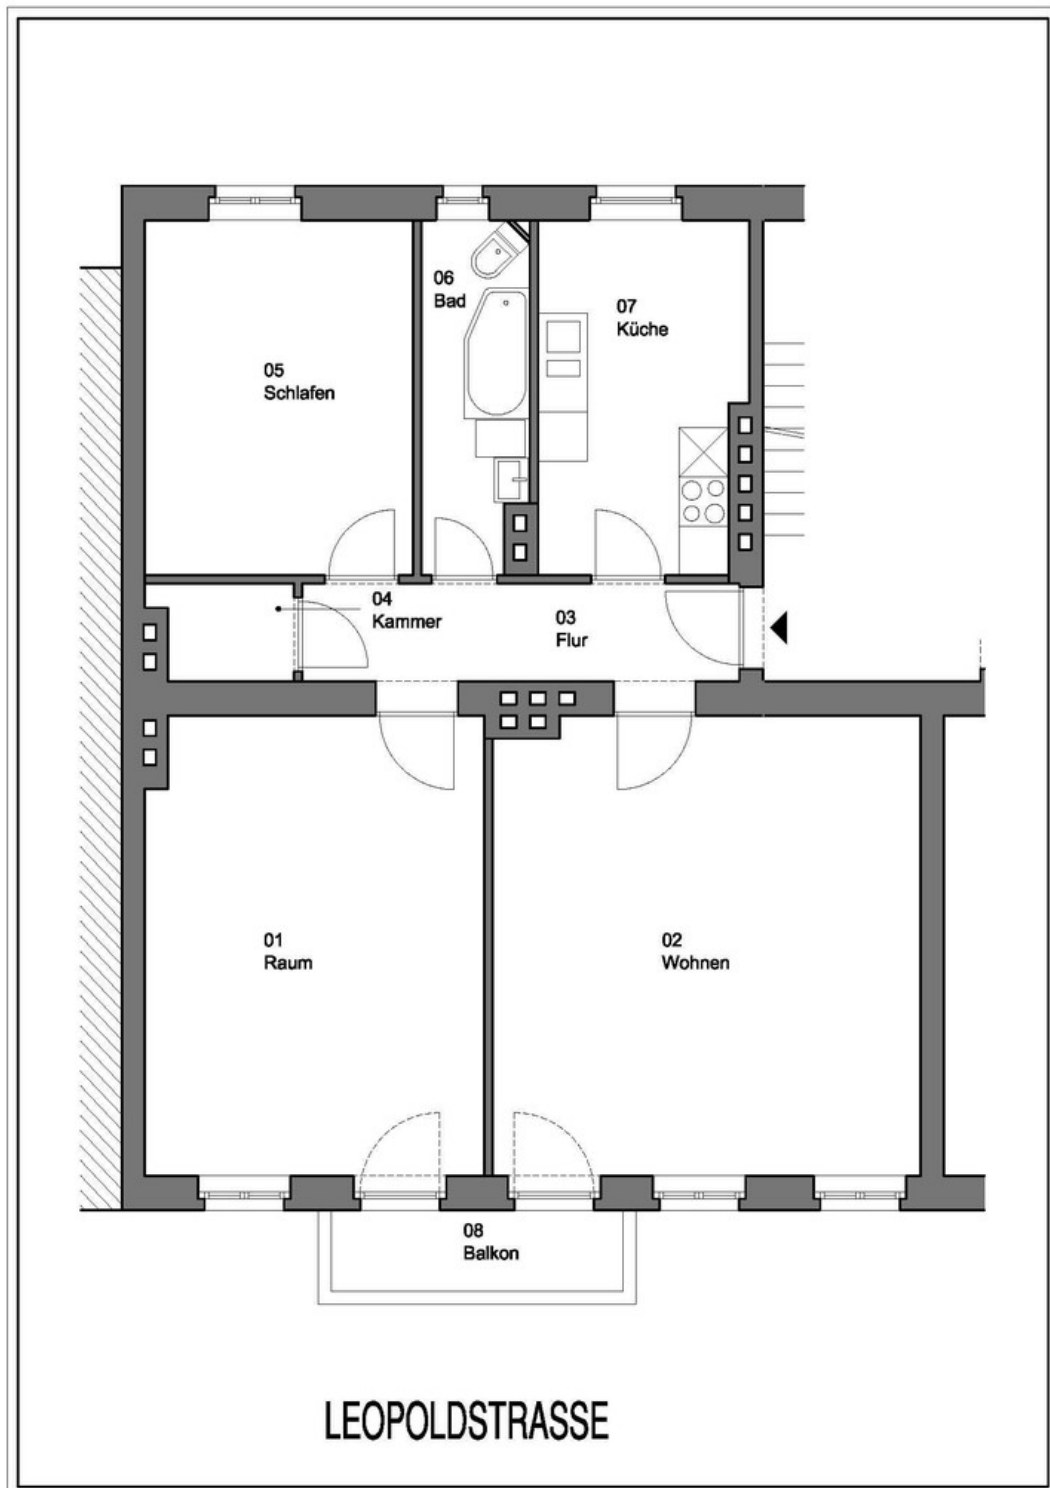 06
Bad
07
Küche
05
Schlafen
04
Kammer
03
Flur
01
Raum
02
Wohnen
08
Balkon
LEOPOLDSTRASSE